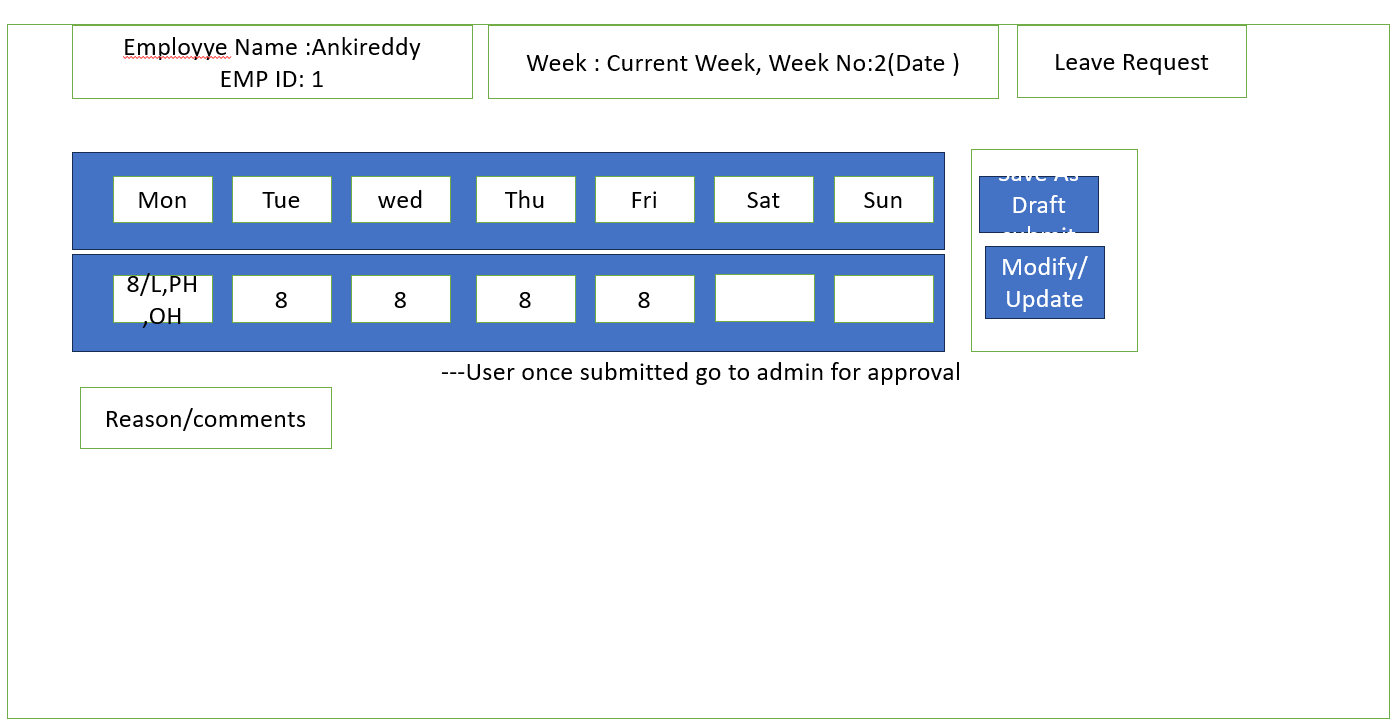 Employye Name :Ankireddy
EMP ID: 1
Week : Current Week, Week No:2(Date )
Leave Request
Mon
Tue
wed
Thu
Fri
Sat
Sun
Save As
Draft
submit
8/L,PH
,OH
8
8
8
8
Modify/
Update
---User once submitted go to admin for approval
Reason/comments